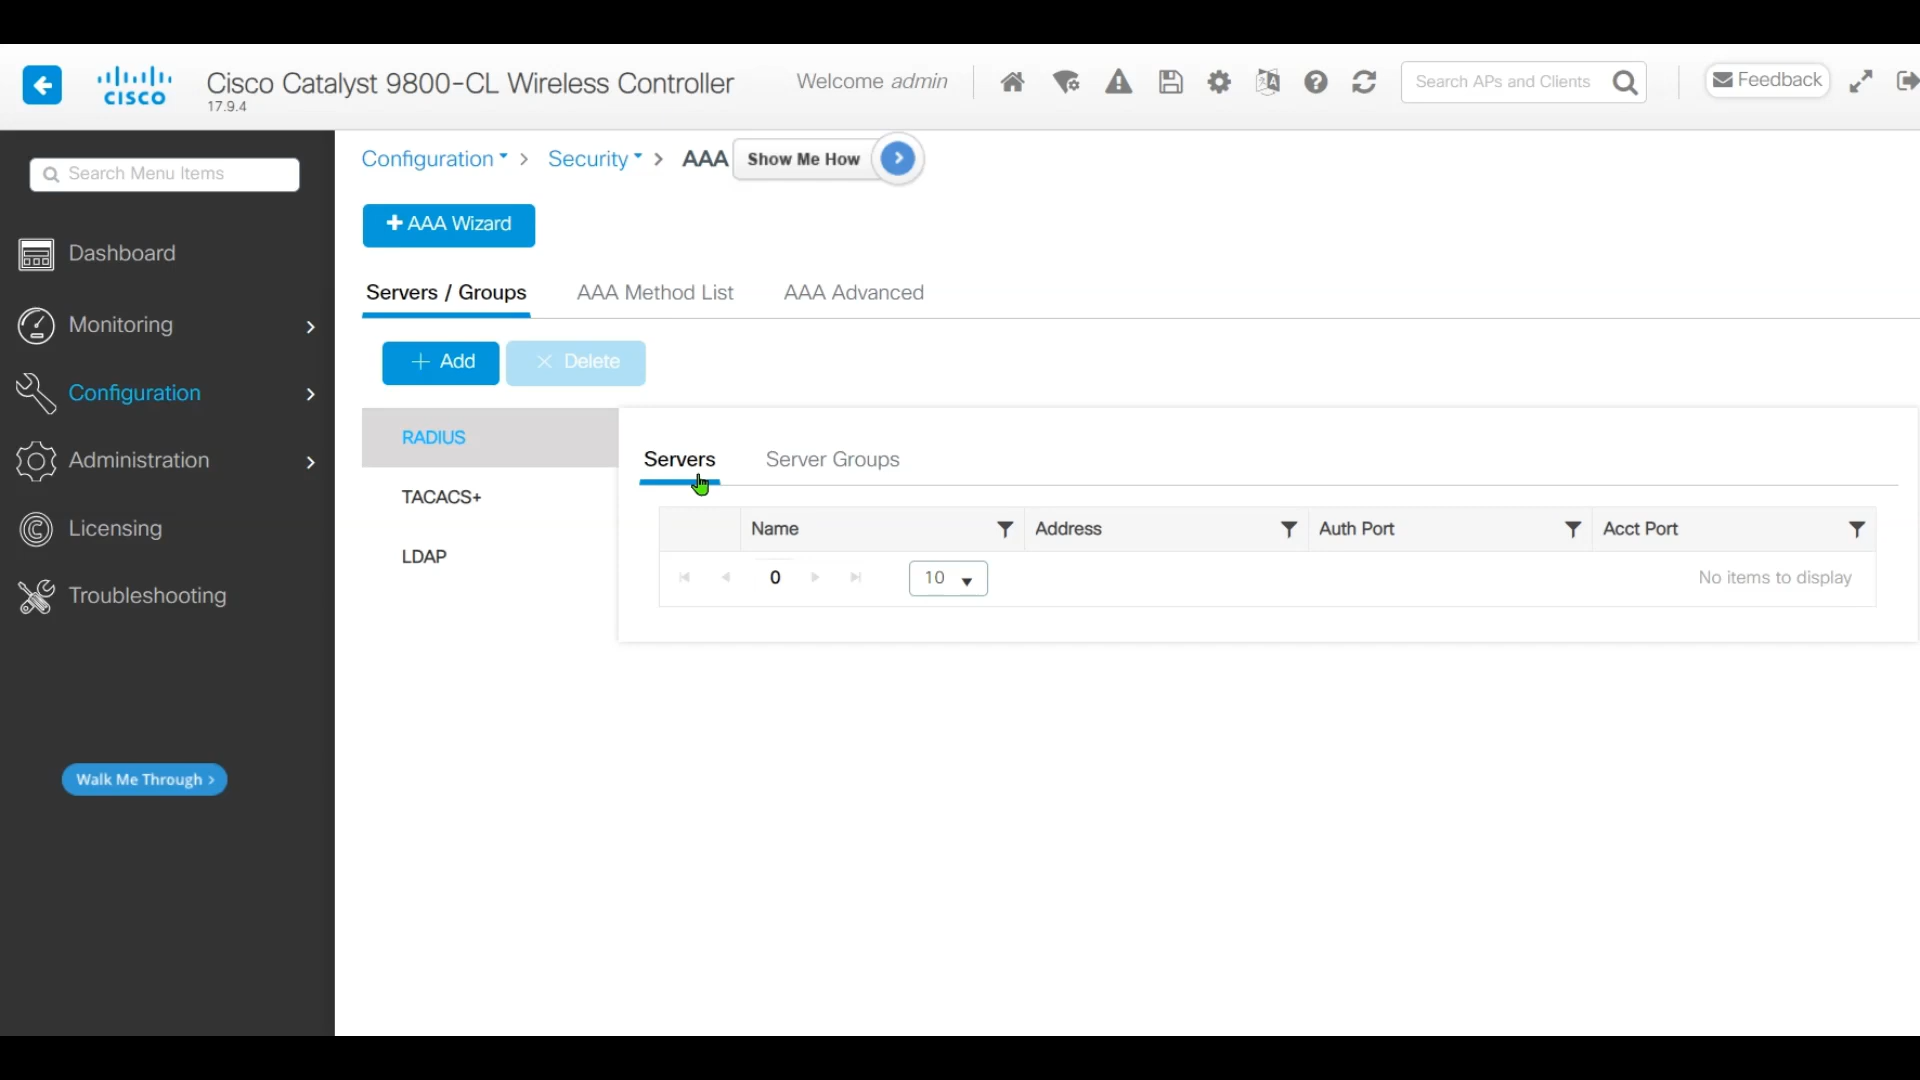 CISCO
Cisco Catalyst 9800-CL Wireless Controller
17.9.4
Welcome admin
Search APs and Clients
Feedback
Search Menu Items
Dashboard
Monitoring
Configuration
Administration
Licensing
Troubleshooting
Walk Me Through >
Configuration > Security > AAA
Show Me How
+ AAA Wizard
Servers / Groups
AAA Method List
AAA Advanced
+ Add
× Delete
RADIUS
TACACS+
LDAP
Servers
Server Groups
Name
Address
Auth Port
Acct Port
0
10
No items to display